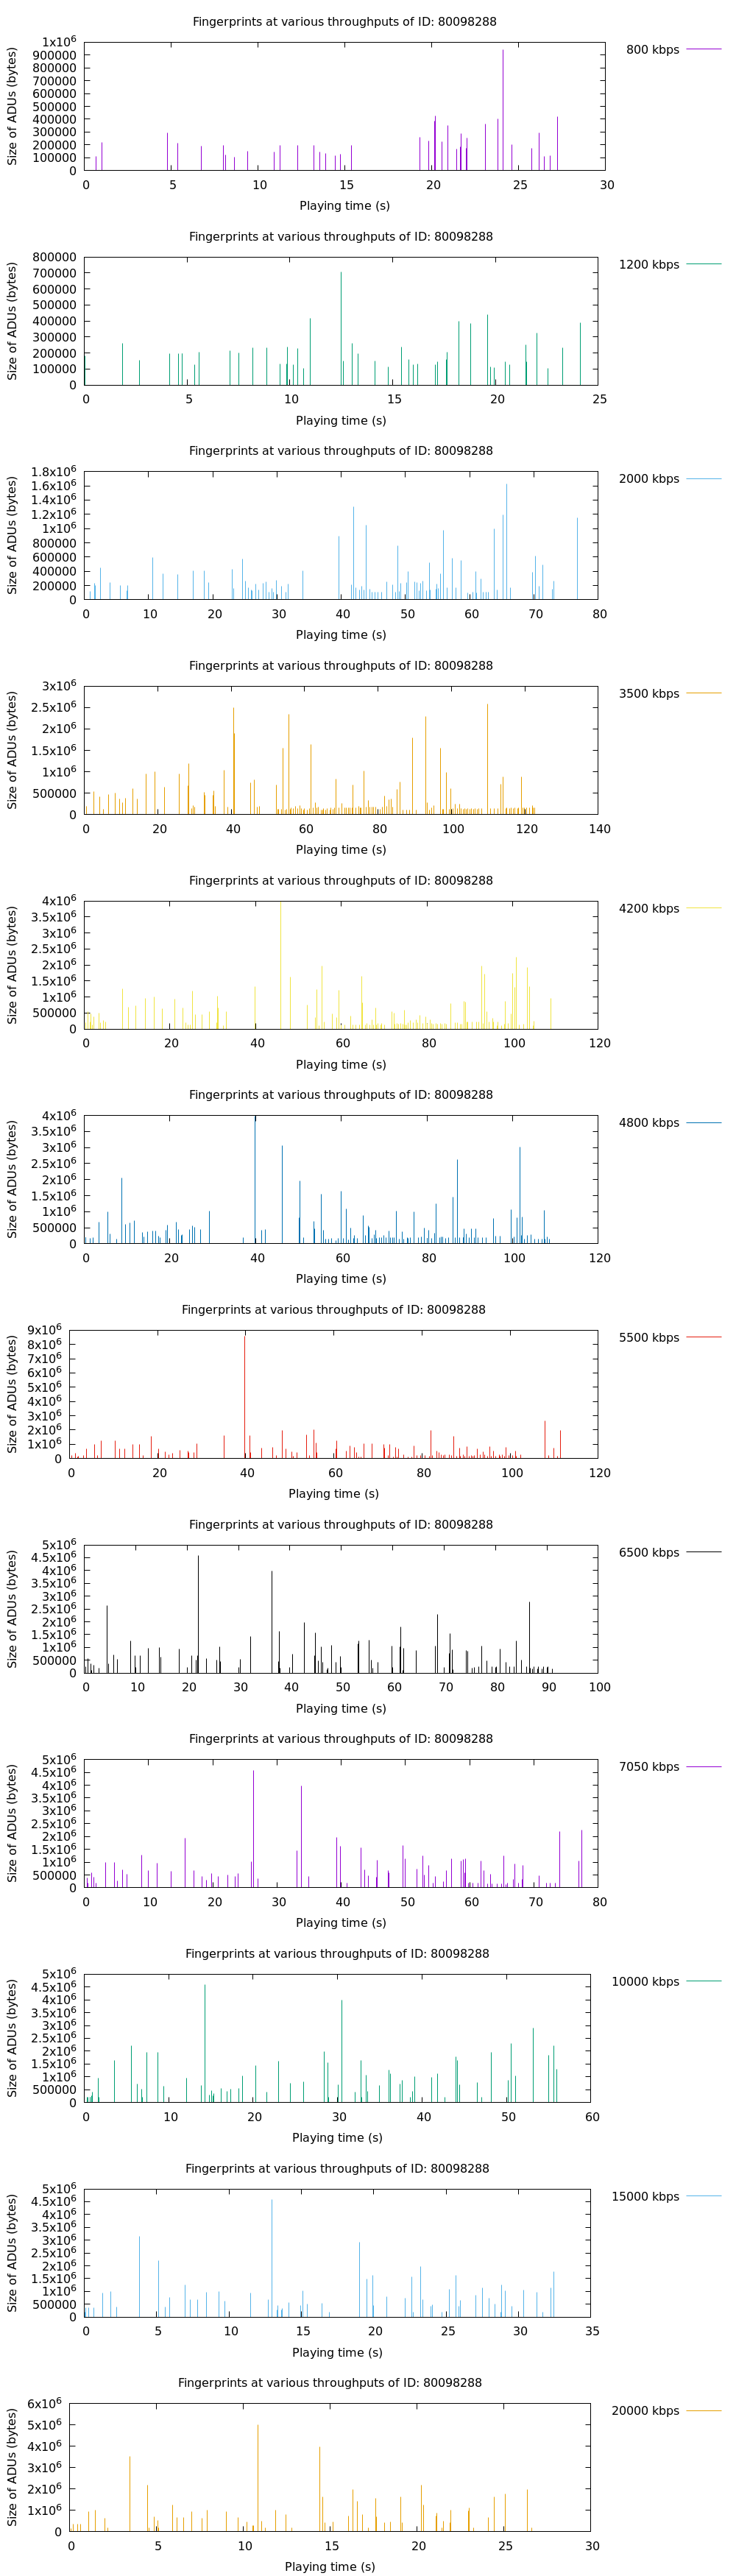 Fingerprints at various throughputs of ID: 80098288
1x10^6
900000
800000
700000
600000
500000
400000
300000
200000
100000
0
Size of ADUs (bytes)
800 kbps
0 5 10 15 20 25 30
Playing time (s)
Fingerprints at various throughputs of ID: 80098288
800000
700000
600000
500000
400000
300000
200000
100000
0
Size of ADUs (bytes)
1200 kbps
0 5 10 15 20 25
Playing time (s)
Fingerprints at various throughputs of ID: 80098288
1.8x10^6
1.6x10^6
1.4x10^6
1.2x10^6
1x10^6
800000
600000
400000
200000
0
Size of ADUs (bytes)
2000 kbps
0 10 20 30 40 50 60 70 80
Playing time (s)
Fingerprints at various throughputs of ID: 80098288
3x10^6
2.5x10^6
2x10^6
1.5x10^6
1x10^6
500000
0
Size of ADUs (bytes)
3500 kbps
0 20 40 60 80 100 120 140
Playing time (s)
Fingerprints at various throughputs of ID: 80098288
4x10^6
3.5x10^6
3x10^6
2.5x10^6
2x10^6
1.5x10^6
1x10^6
500000
0
Size of ADUs (bytes)
4200 kbps
0 20 40 60 80 100 120
Playing time (s)
Fingerprints at various throughputs of ID: 80098288
4x10^6
3.5x10^6
3x10^6
2.5x10^6
2x10^6
1.5x10^6
1x10^6
500000
0
Size of ADUs (bytes)
4800 kbps
0 20 40 60 80 100 120
Playing time (s)
Fingerprints at various throughputs of ID: 80098288
9x10^6
8x10^6
7x10^6
6x10^6
5x10^6
4x10^6
3x10^6
2x10^6
1x10^6
0
Size of ADUs (bytes)
5500 kbps
0 20 40 60 80 100 120
Playing time (s)
Fingerprints at various throughputs of ID: 80098288
5x10^6
4.5x10^6
4x10^6
3.5x10^6
3x10^6
2.5x10^6
2x10^6
1.5x10^6
1x10^6
500000
0
Size of ADUs (bytes)
6500 kbps
0 10 20 30 40 50 60 70 80 90 100
Playing time (s)
Fingerprints at various throughputs of ID: 80098288
5x10^6
4.5x10^6
4x10^6
3.5x10^6
3x10^6
2.5x10^6
2x10^6
1.5x10^6
1x10^6
500000
0
Size of ADUs (bytes)
7050 kbps
0 10 20 30 40 50 60 70 80
Playing time (s)
Fingerprints at various throughputs of ID: 80098288
5x10^6
4.5x10^6
4x10^6
3.5x10^6
3x10^6
2.5x10^6
2x10^6
1.5x10^6
1x10^6
500000
0
Size of ADUs (bytes)
10000 kbps
0 10 20 30 40 50 60
Playing time (s)
Fingerprints at various throughputs of ID: 80098288
5x10^6
4.5x10^6
4x10^6
3.5x10^6
3x10^6
2.5x10^6
2x10^6
1.5x10^6
1x10^6
500000
0
Size of ADUs (bytes)
15000 kbps
0 5 10 15 20 25 30 35
Playing time (s)
Fingerprints at various throughputs of ID: 80098288
6x10^6
5x10^6
4x10^6
3x10^6
2x10^6
1x10^6
0
Size of ADUs (bytes)
20000 kbps
0 5 10 15 20 25 30
Playing time (s)